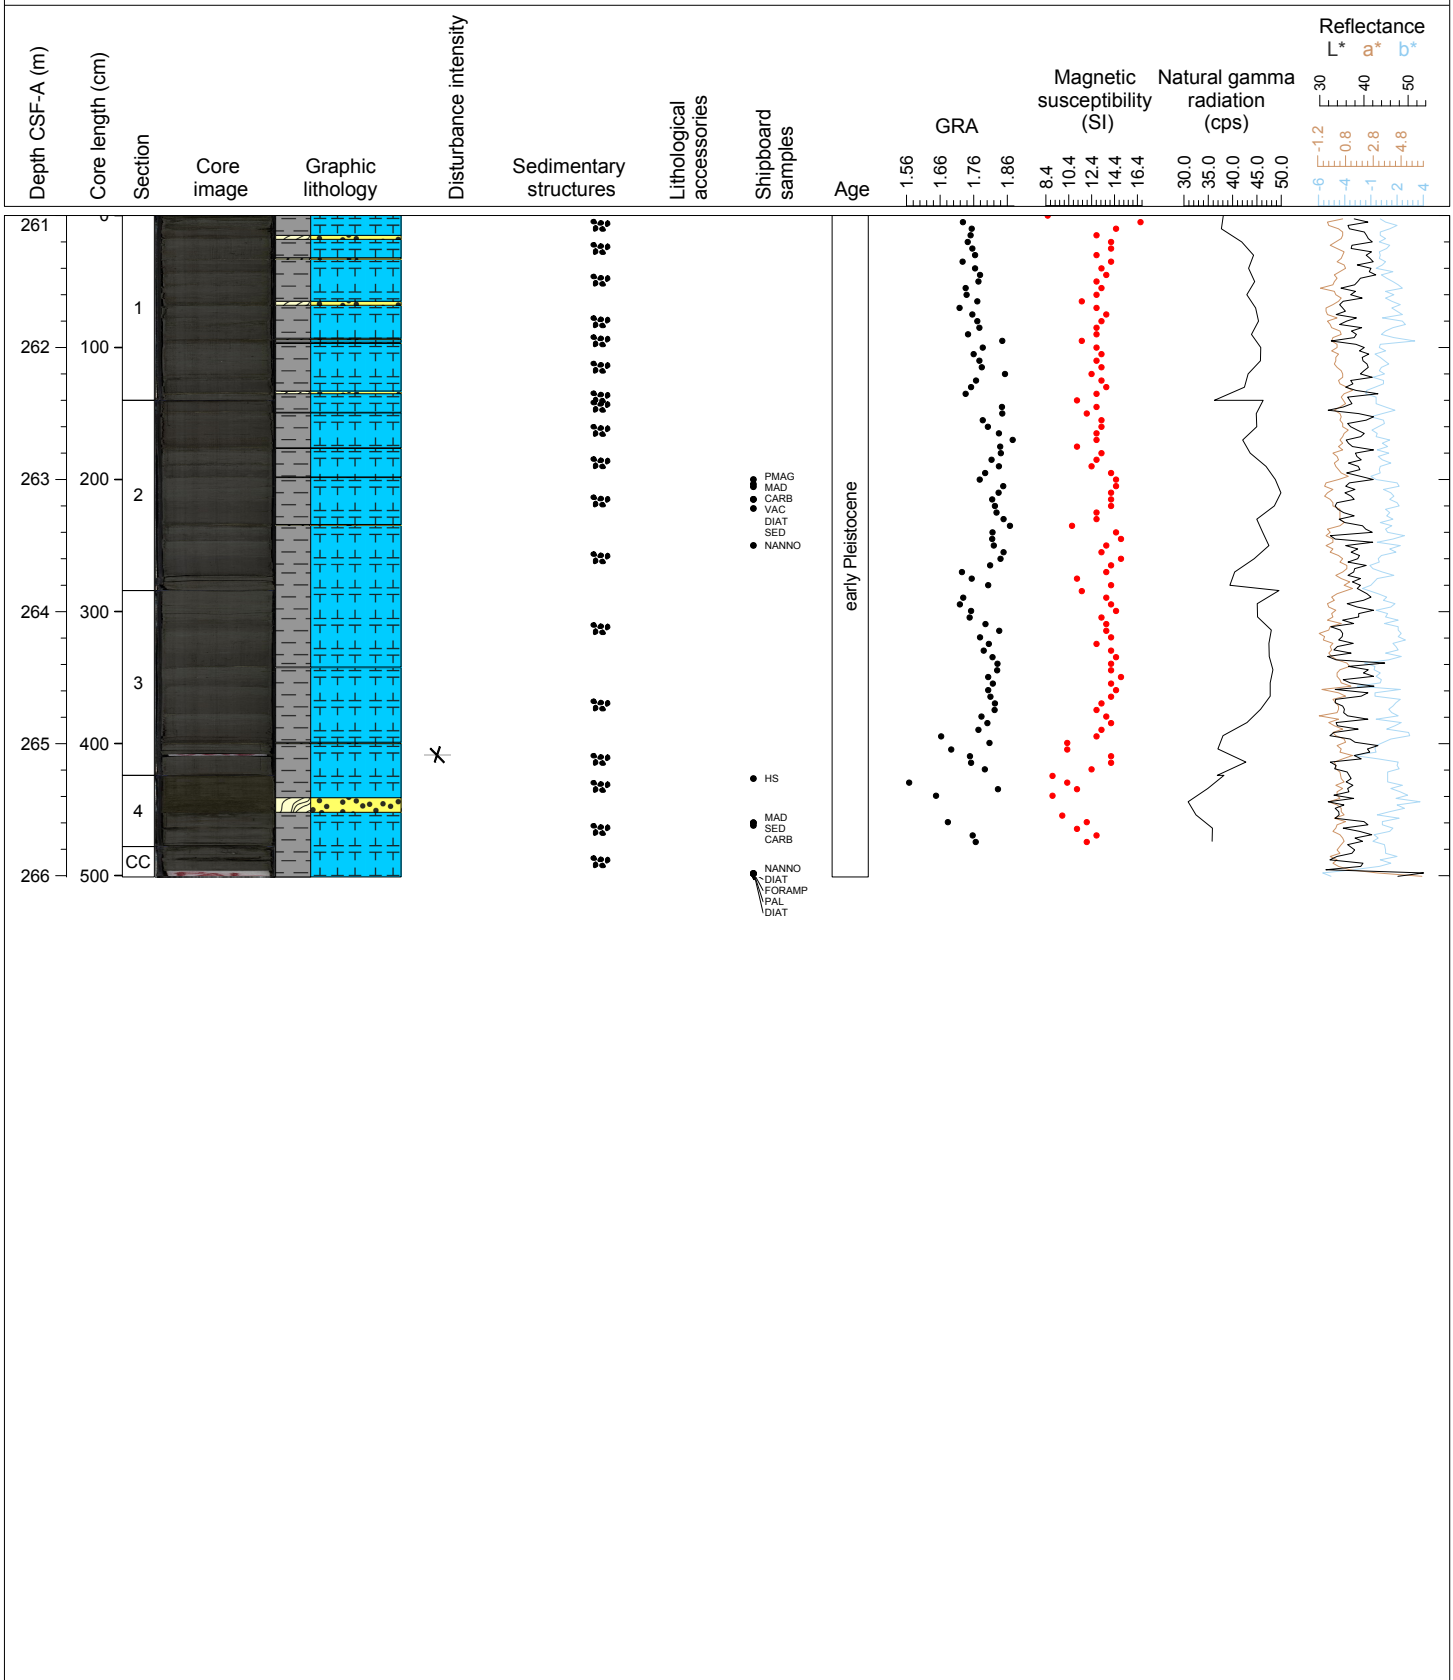 Depth CSF-A (m)
Core length (cm)
Section
Core
image
Graphic
lithology
Disturbance intensity
Sedimentary
structures
Lithological
accessories
Shipboard
samples
Age
GRA
1.56
1.66
1.76
1.86
Magnetic
susceptibility
(SI)
8.4
10.4
12.4
14.4
16.4
Natural gamma
radiation
(cps)
30.0
35.0
40.0
45.0
50.0
Reflectance
L* a* b*
30
40
50
-1.2
0.8
2.8
4.8
-6
-4
-1
2
4
261
262
263
264
265
266
0
100
200
300
400
500
1
2
3
4
CC
PMAG
MAD
CARB
VAC
DIAT
SED
NANNO
HS
MAD
SED
CARB
NANNO
DIAT
FORAMP
PAL
DIAT
early Pleistocene